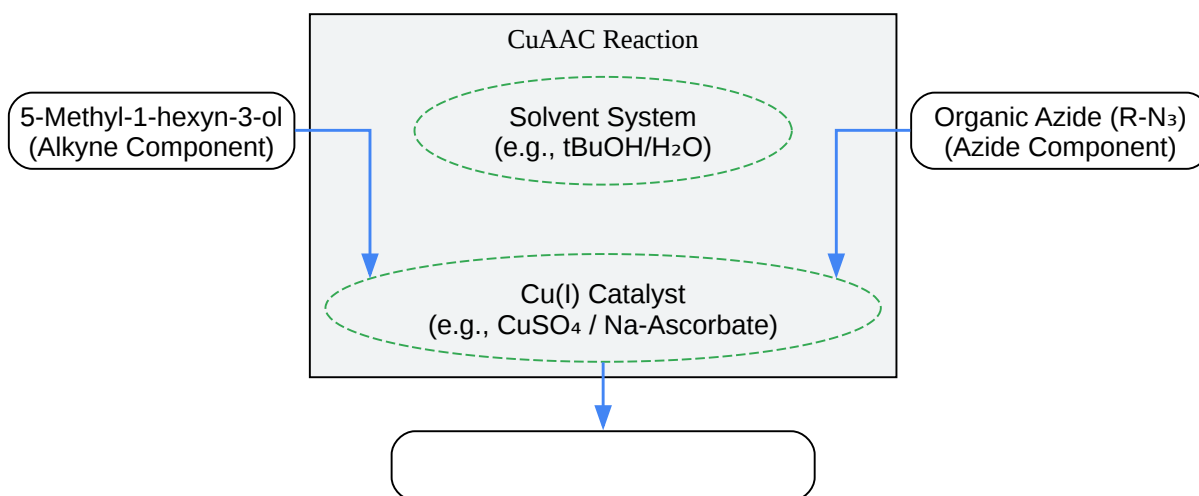 CuAAC Reaction
5-Methyl-1-hexyn-3-ol
(Alkyne Component)
Solvent System
(e.g., tBuOH/H₂O)
Organic Azide (R-N₃)
(Azide Component)
Cu(I) Catalyst
(e.g., CuSO₄ / Na-Ascorbate)